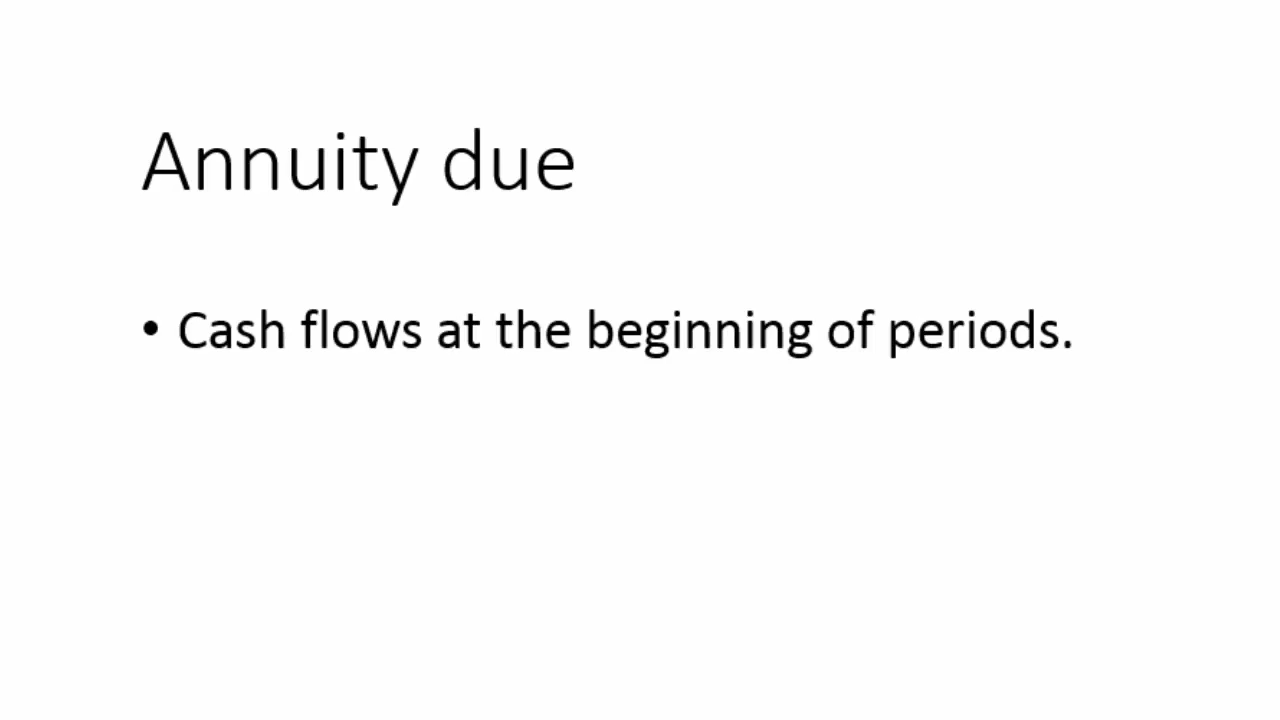 Annuity due
• Cash flows at the beginning of periods.